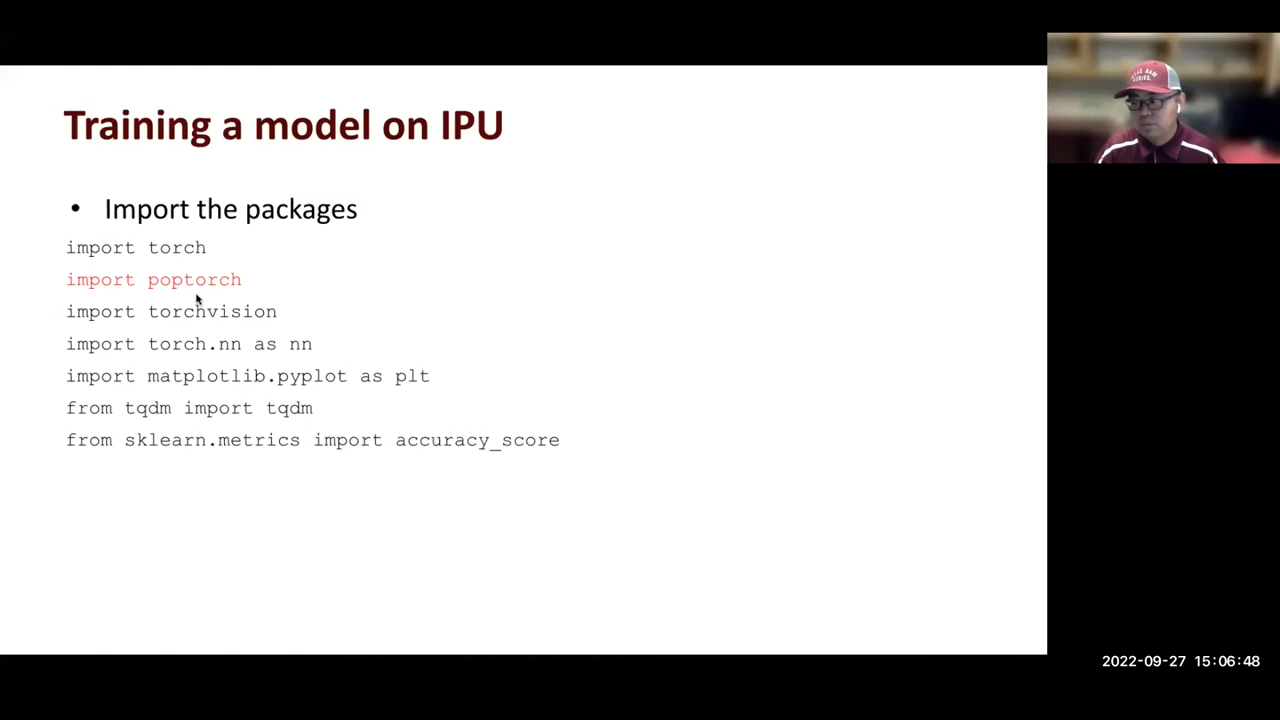 Training a model on IPU
• Import the packages
import torch
import poptorch
import torchvision
import torch.nn as nn
import matplotlib.pyplot as plt
from tqdm import tqdm
from sklearn.metrics import accuracy_score
2022-09-27 15:06:48